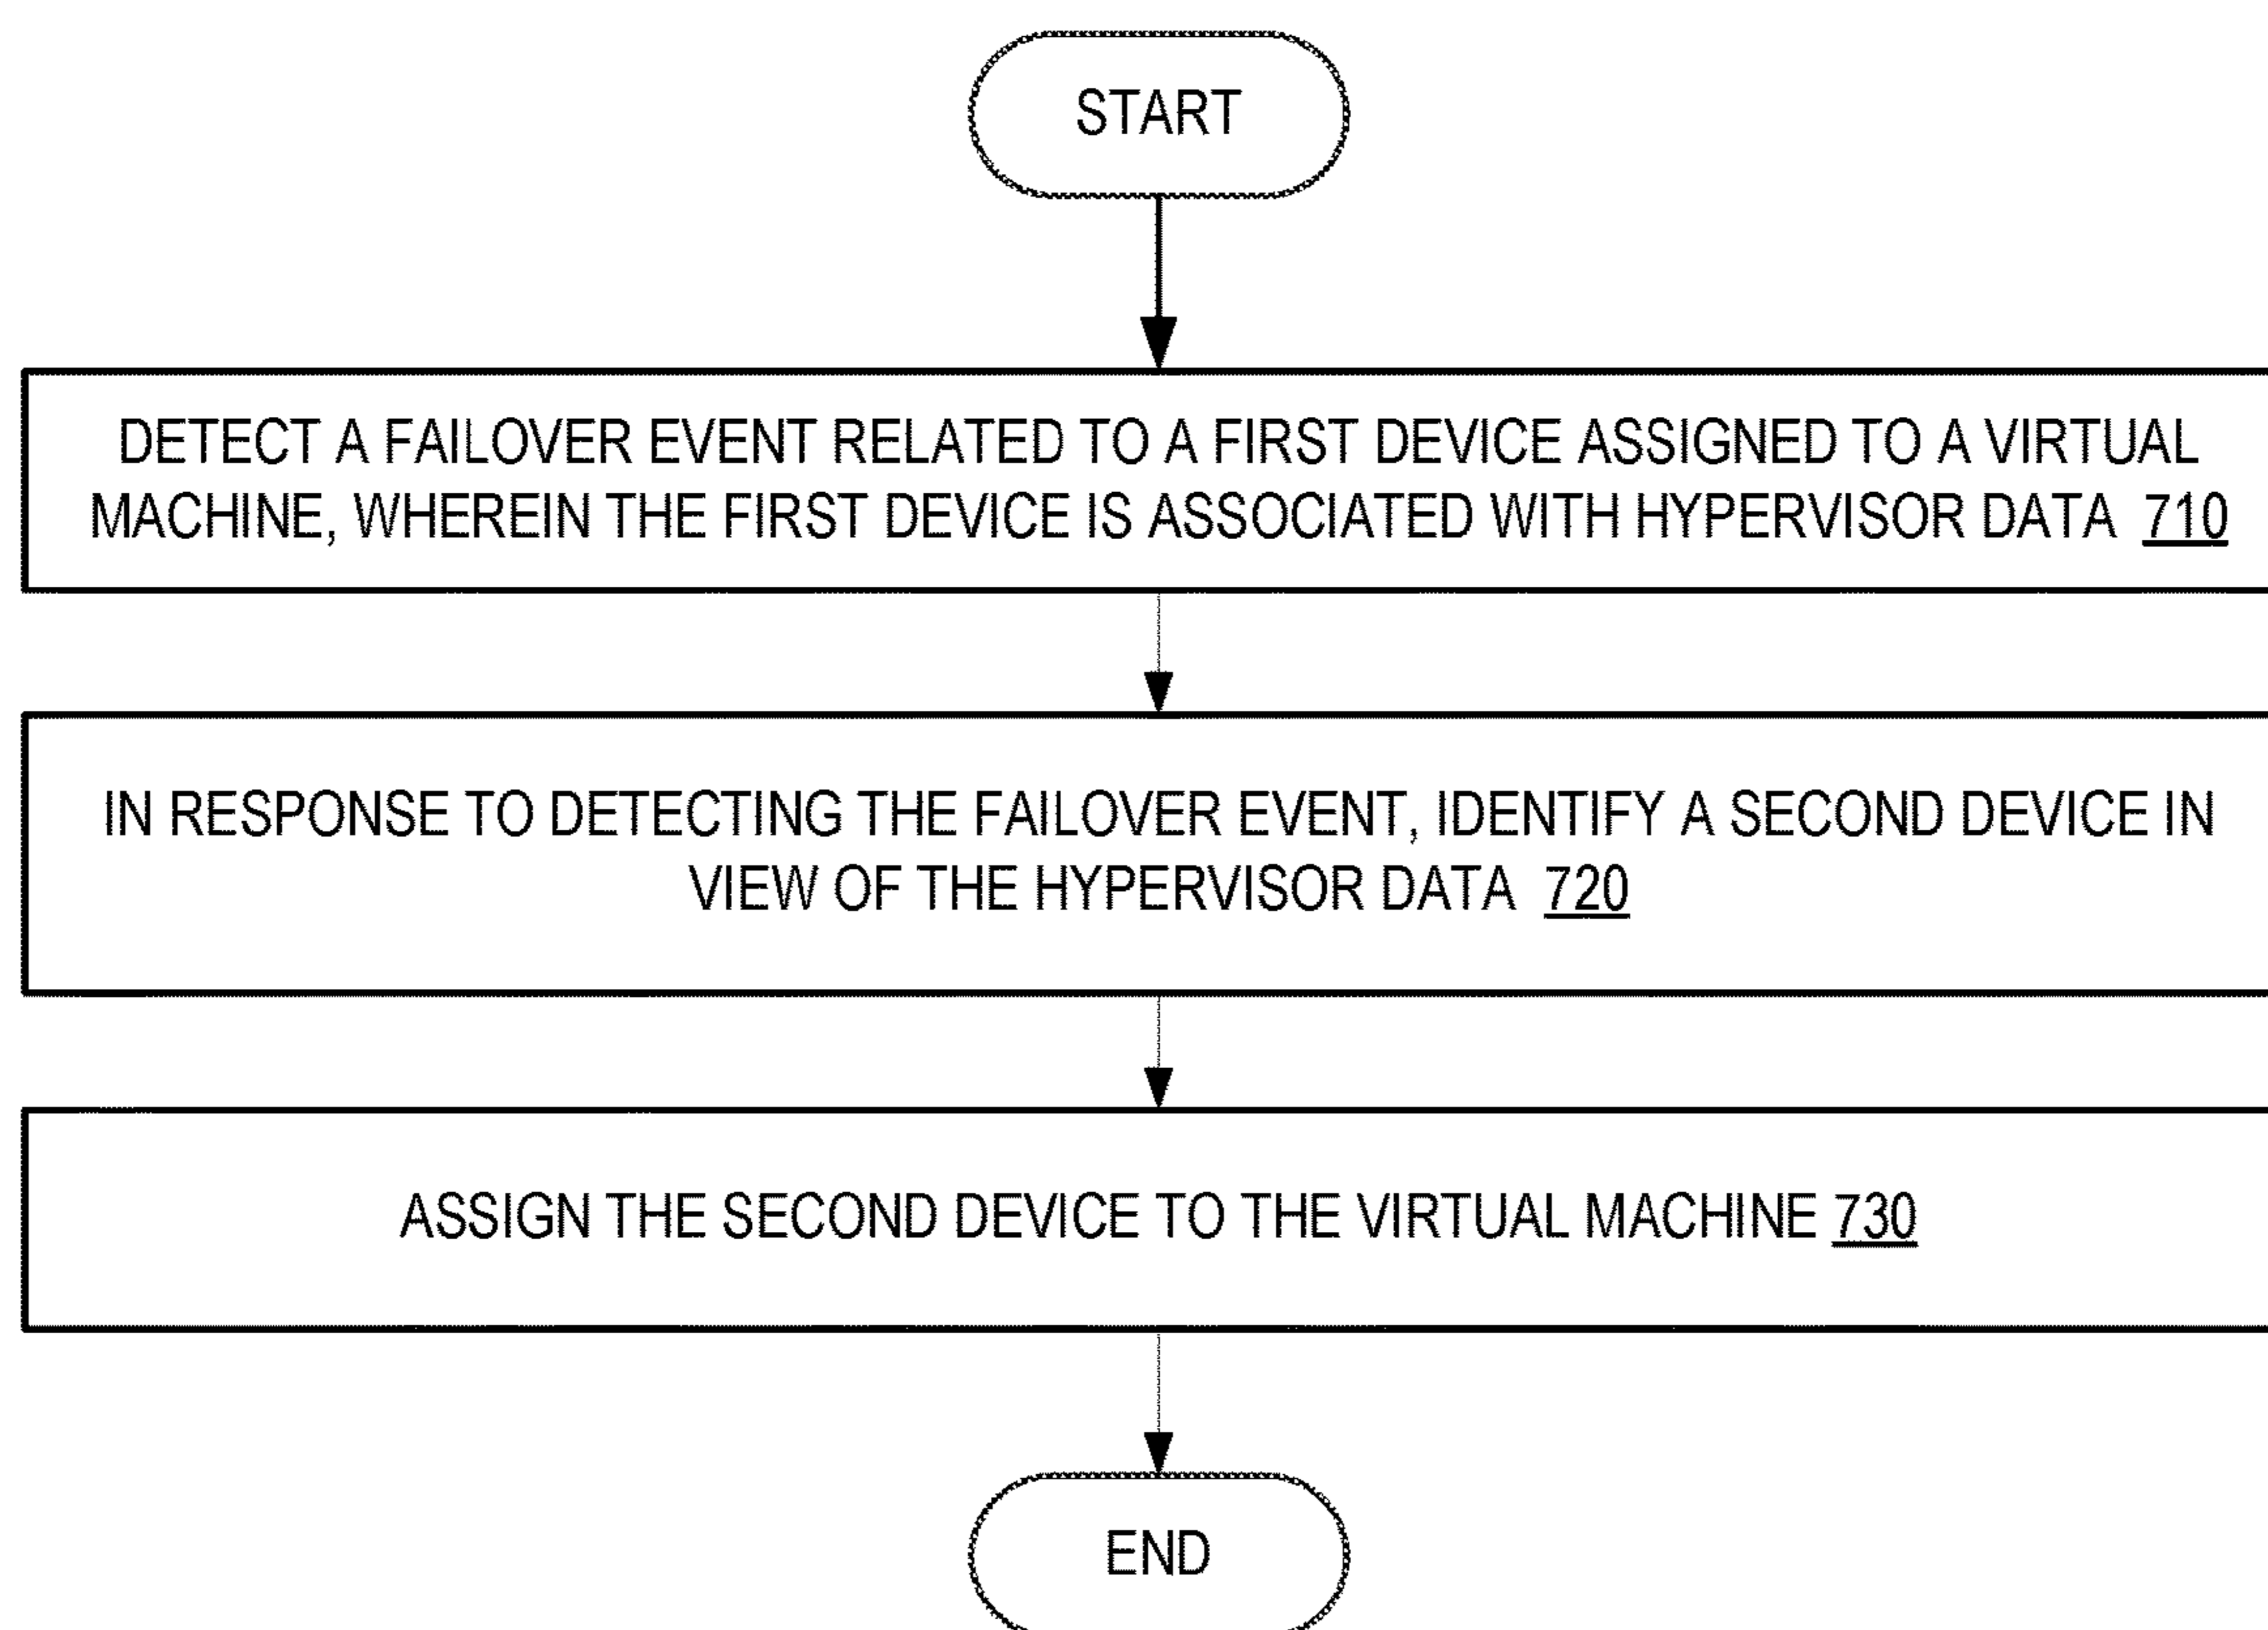 START
DETECT A FAILOVER EVENT RELATED TO A FIRST DEVICE ASSIGNED TO A VIRTUAL
MACHINE, WHEREIN THE FIRST DEVICE IS ASSOCIATED WITH HYPERVISOR DATA 710
IN RESPONSE TO DETECTING THE FAILOVER EVENT, IDENTIFY A SECOND DEVICE IN
VIEW OF THE HYPERVISOR DATA 720
ASSIGN THE SECOND DEVICE TO THE VIRTUAL MACHINE 730
END